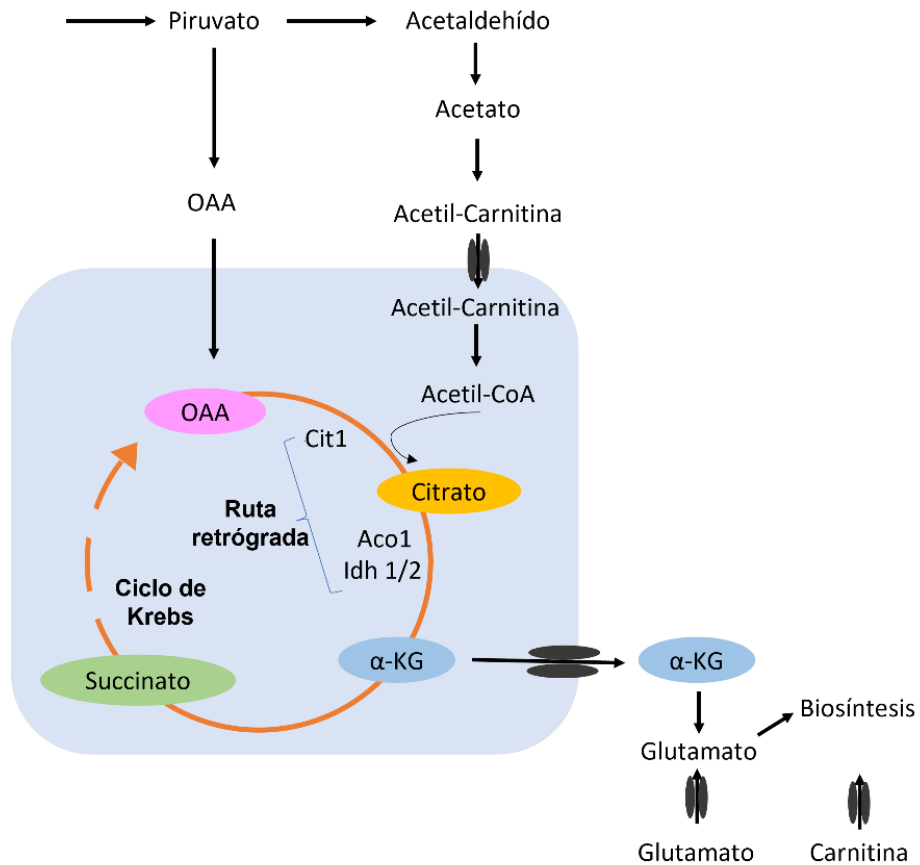 Piruvato
Acetaldehído
Acetato
OAA
Acetil-Carnitina
Acetil-Carnitina
Acetil-CoA
OAA
Cit1
Citrato
Ruta
retrógrada
Aco1
Idh 1/2
Ciclo de
Krebs
α-KG
α-KG
Succinato
Biosíntesis
Glutamato
Glutamato
Carnitina